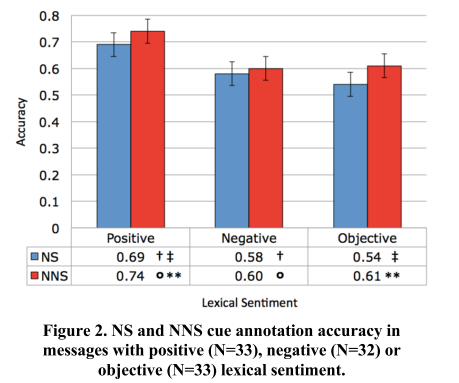 0.8
0.7
0.6
0.5
0.4
0.3
0.2
0.1
0
Accuracy
Positive Negative Objective
NS 0.69 † ‡ 0.58 † 0.54 ‡
NNS 0.74 o ** 0.60 o 0.61 **
Lexical Sentiment
Figure 2. NS and NNS cue annotation accuracy in
messages with positive (N=33), negative (N=32) or
objective (N=33) lexical sentiment.